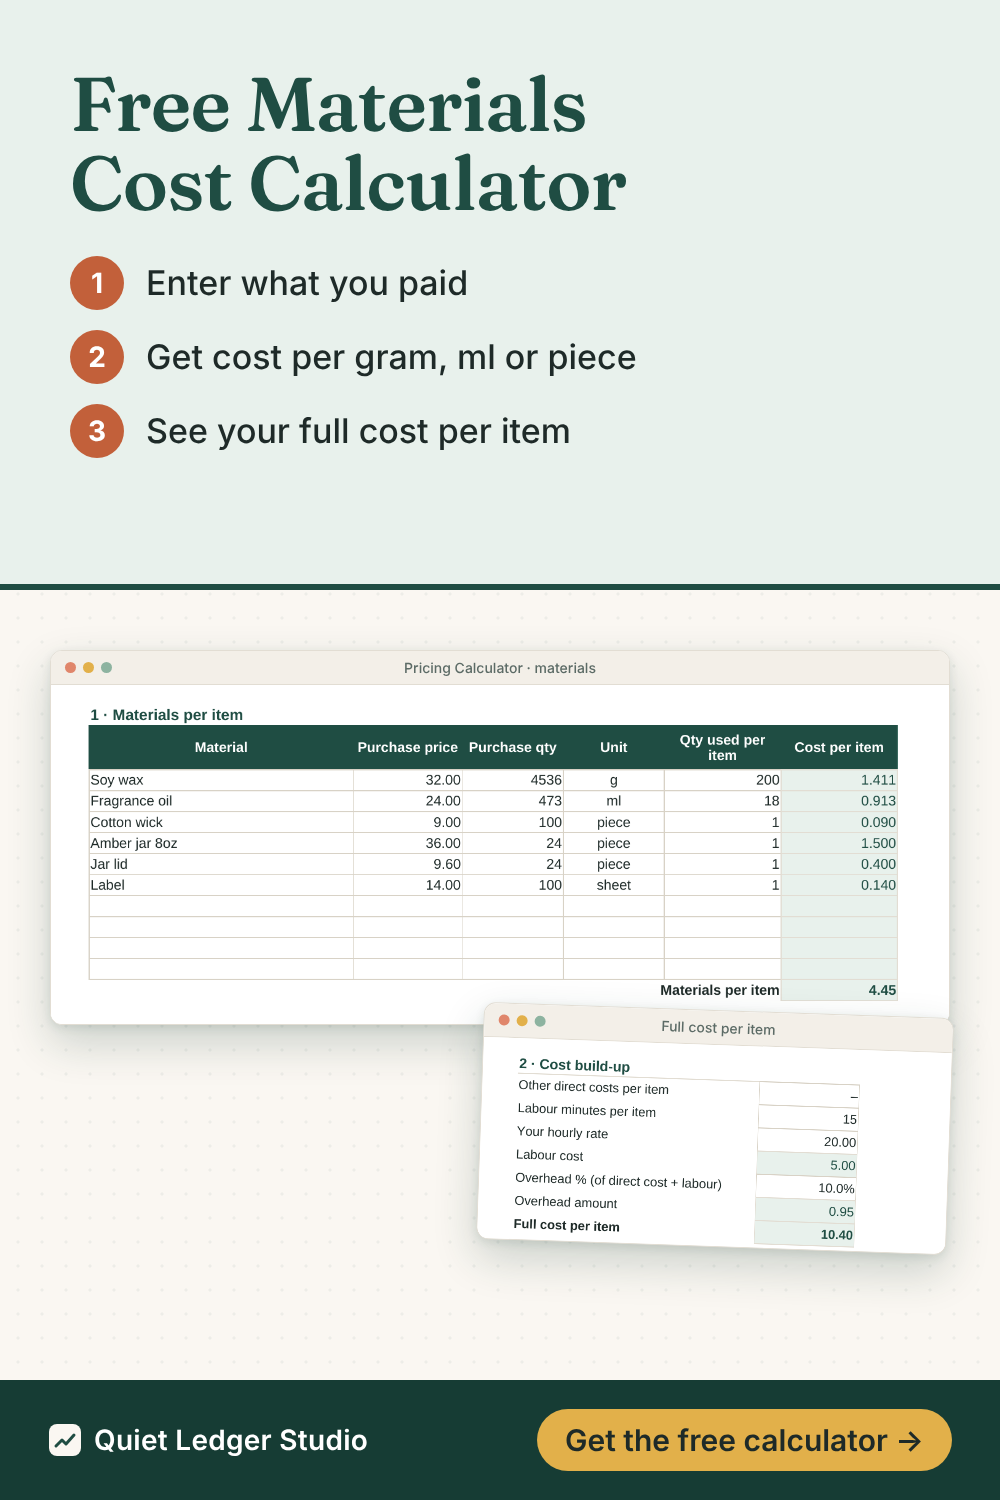 Free Materials
Cost Calculator
1 Enter what you paid
2 Get cost per gram, ml or piece
3 See your full cost per item
Pricing Calculator · materials
1 · Materials per item
Material Purchase price Purchase qty Unit Qty used per item Cost per item
Soy wax 32.00 4536 g 200 1.411
Fragrance oil 24.00 473 ml 18 0.913
Cotton wick 9.00 100 piece 1 0.090
Amber jar 8oz 36.00 24 piece 1 1.500
Jar lid 9.60 24 piece 1 0.400
Label 14.00 100 sheet 1 0.140
Materials per item 4.45
Full cost per item
2 · Cost build-up
Other direct costs per item –
Labour minutes per item 15
Your hourly rate 20.00
Labour cost 5.00
Overhead % (of direct cost + labour) 10.0%
Overhead amount 0.95
Full cost per item 10.40
Quiet Ledger Studio
Get the free calculator →